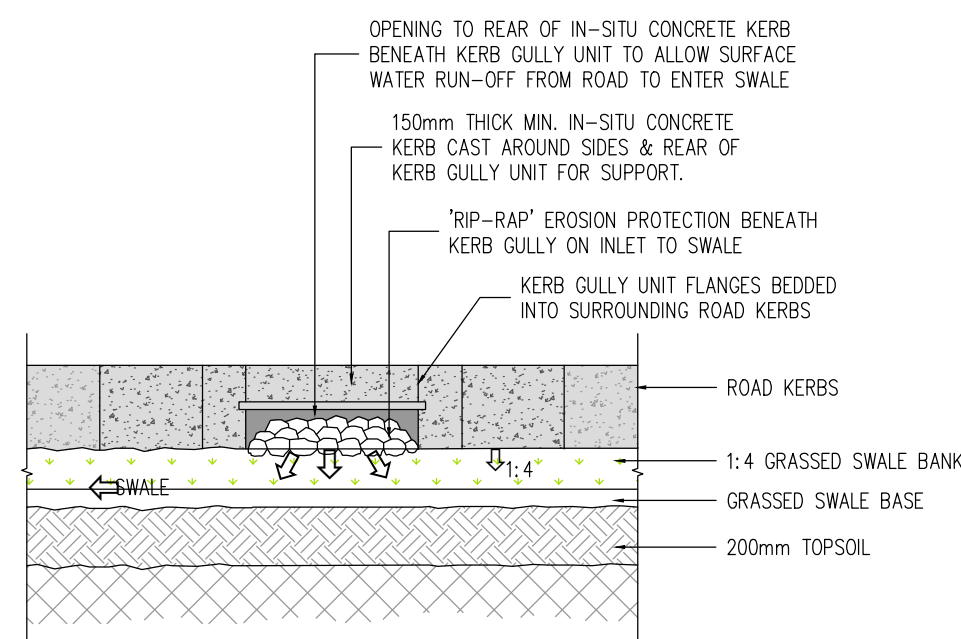 OPENING TO REAR OF IN-SITU CONCRETE KERB
BENEATH KERB GULLY UNIT TO ALLOW SURFACE
WATER RUN-OFF FROM ROAD TO ENTER SWALE
150mm THICK MIN. IN-SITU CONCRETE
KERB CAST AROUND SIDES & REAR OF
KERB GULLY UNIT FOR SUPPORT.
'RIP-RAP' EROSION PROTECTION BENEATH
KERB GULLY ON INLET TO SWALE
KERB GULLY UNIT FLANGES BEDDED
INTO SURROUNDING ROAD KERBS
ROAD KERBS
1:4 GRASSED SWALE BANK
1:4
SWALE
GRASSED SWALE BASE
200mm TOPSOIL